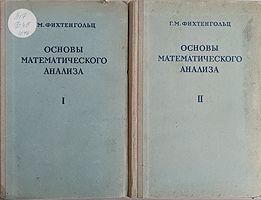 Г. М. ФИХТЕНГОЛЬЦ
ОСНОВЫ
МАТЕМАТИЧЕСКОГО
АНАЛИЗА
I
Г. М. ФИХТЕНГОЛЬЦ
ОСНОВЫ
МАТЕМАТИЧЕСКОГО
АНАЛИЗА
II